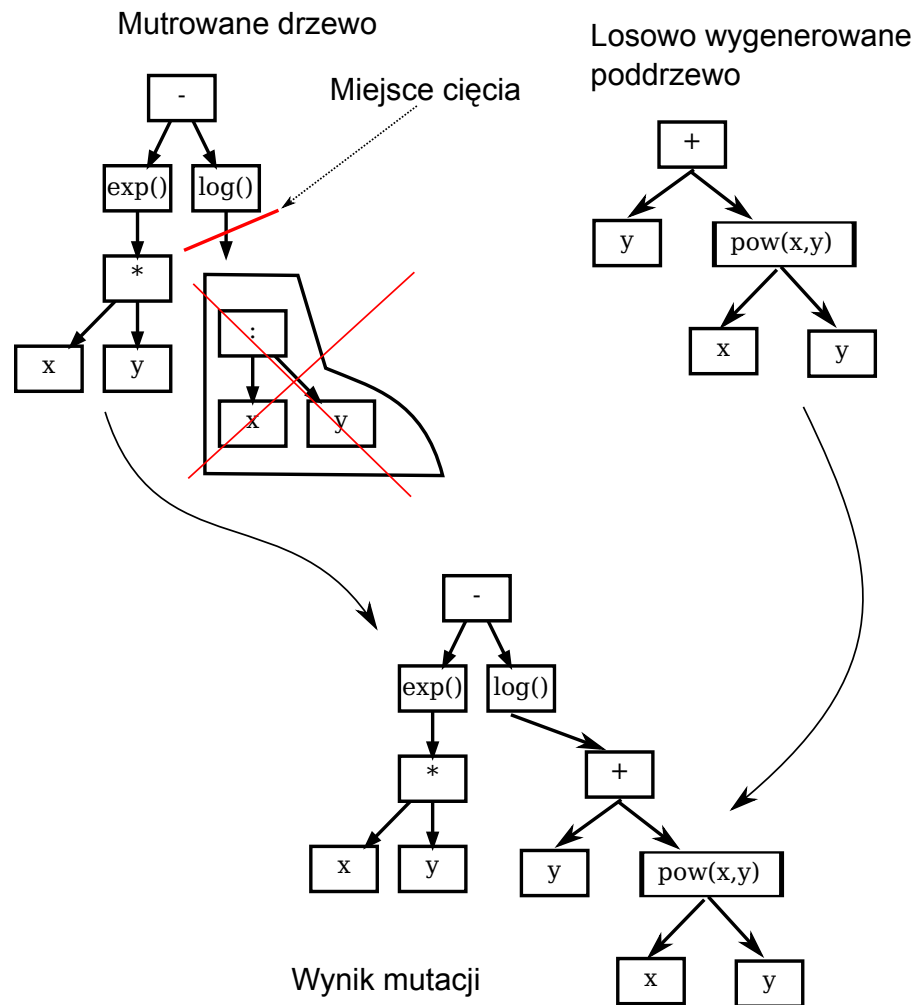 Mutrowane drzewo
Losowo wygenerowane
poddrzewo
Miejsce cięcia
-
exp()
log()
*
x
y
:
x
y
+
y
pow(x,y)
x
y
-
exp()
log()
*
+
x
y
y
pow(x,y)
x
y
Wynik mutacji